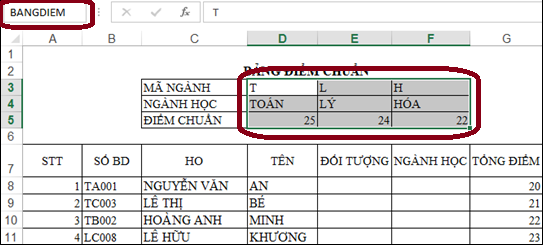 BANGDIEM fx T
A B C D E F G
1
2 BẢNG ĐIỂM CHUẨN
3 MÃ NGÀNH T L H
4 NGÀNH HỌC TOÁN LÝ HÓA
5 ĐIỂM CHUẨN 25 24 22
6
7 STT SỐ BD HO TÊN ĐỐI TƯỢNG NGÀNH HỌC TỔNG ĐIỂM
8 1 TA001 NGUYỄN VĂN AN 20
9 2 TC003 LÊ THỊ BÉ 21
10 3 TB002 HOÀNG ANH MINH 22
11 4 LC008 LÊ HỮU KHƯƠNG 23